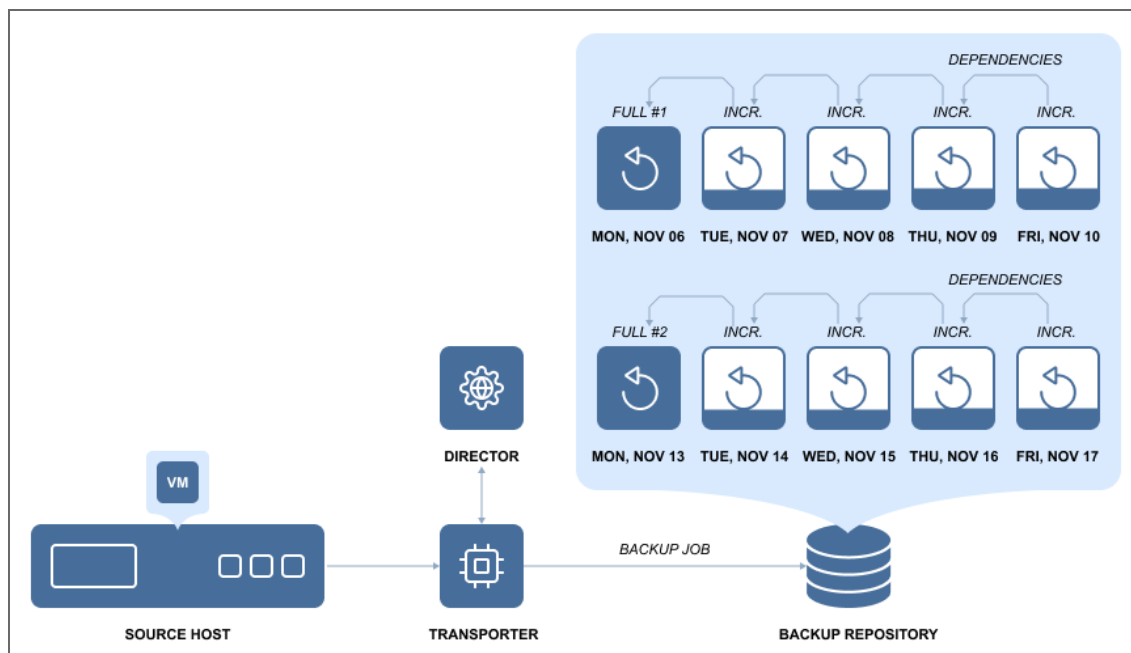 DEPENDENCIES
FULL #1 INCR. INCR. INCR. INCR.
MON, NOV 06 TUE, NOV 07 WED, NOV 08 THU, NOV 09 FRI, NOV 10
DEPENDENCIES
FULL #2 INCR. INCR. INCR. INCR.
MON, NOV 13 TUE, NOV 14 WED, NOV 15 THU, NOV 16 FRI, NOV 17
DIRECTOR
VM
BACKUP JOB
SOURCE HOST TRANSPORTER BACKUP REPOSITORY